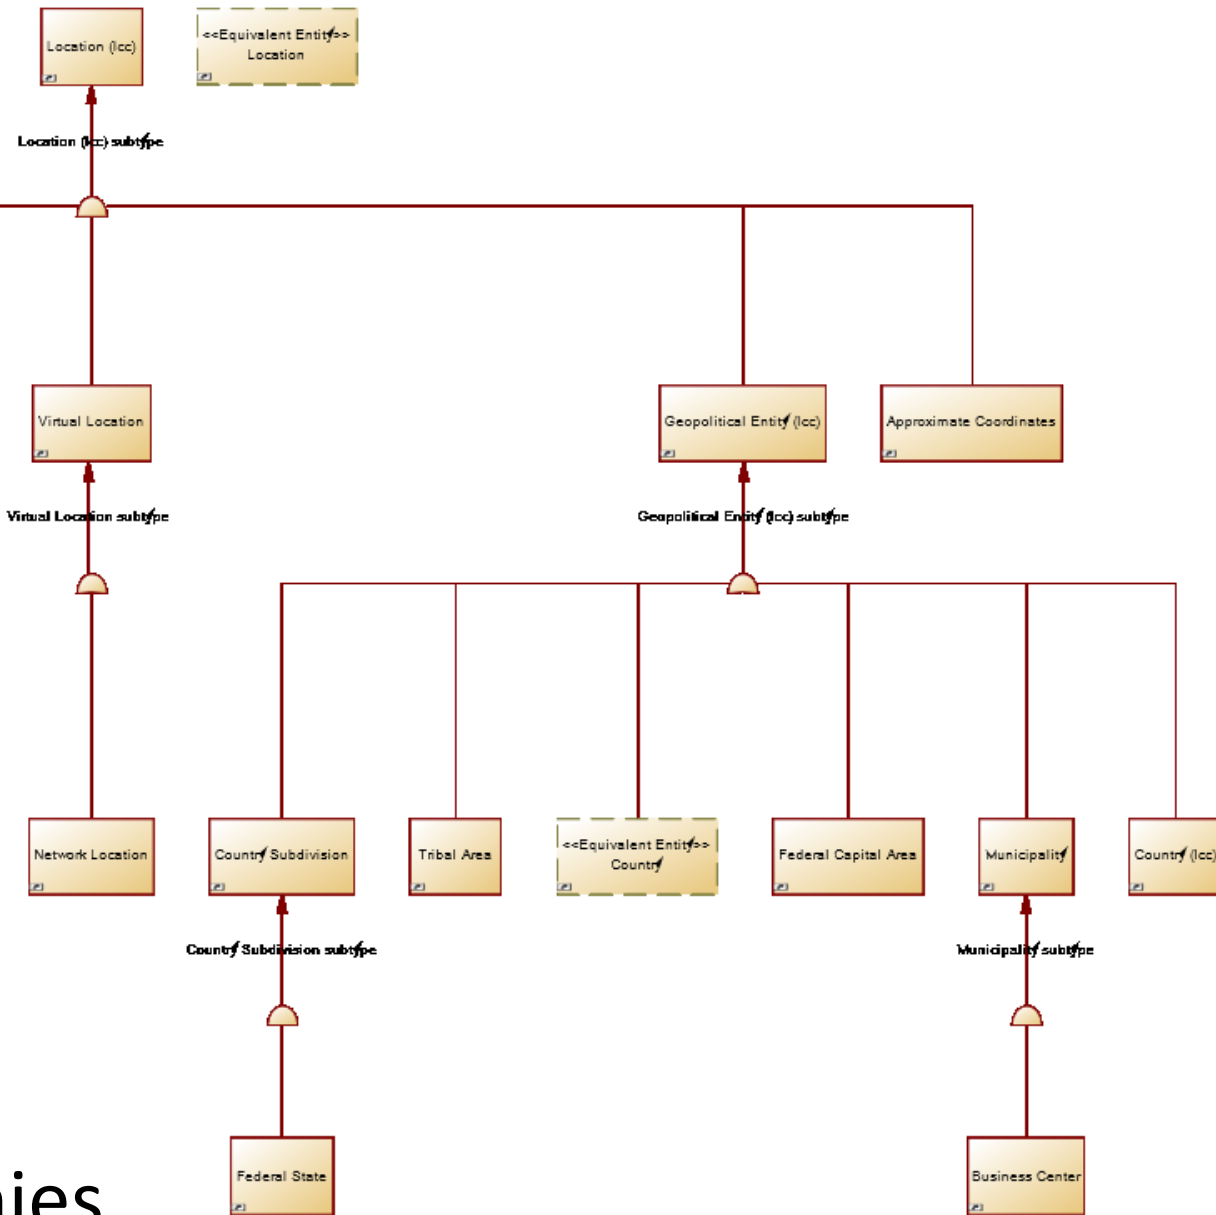 Location (lcc)
<<Equivalent Entity>>
Location
Location (lcc) subtype
Virtual Location
Geopolitical Entity (lcc)
Approximate Coordinates
Virtual Location subtype
Geopolitical Entity (lcc) subtype
Network Location
Country Subdivision
Tribal Area
<<Equivalent Entity>>
Country
Federal Capital Area
Municipality
Country (lcc)
Country Subdivision subtype
Municipality subtype
Federal State
Business Center